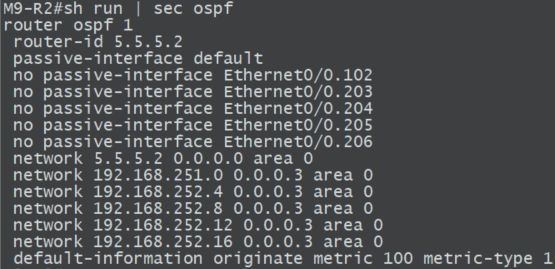 M9-R2#sh run | sec ospf
router ospf 1
router-id 5.5.5.2
passive-interface default
no passive-interface Ethernet0/0.102
no passive-interface Ethernet0/0.203
no passive-interface Ethernet0/0.204
no passive-interface Ethernet0/0.205
no passive-interface Ethernet0/0.206
network 5.5.5.2 0.0.0.0 area 0
network 192.168.251.0 0.0.0.3 area 0
network 192.168.252.4 0.0.0.3 area 0
network 192.168.252.8 0.0.0.3 area 0
network 192.168.252.12 0.0.0.3 area 0
network 192.168.252.16 0.0.0.3 area 0
default-information originate metric 100 metric-type 1